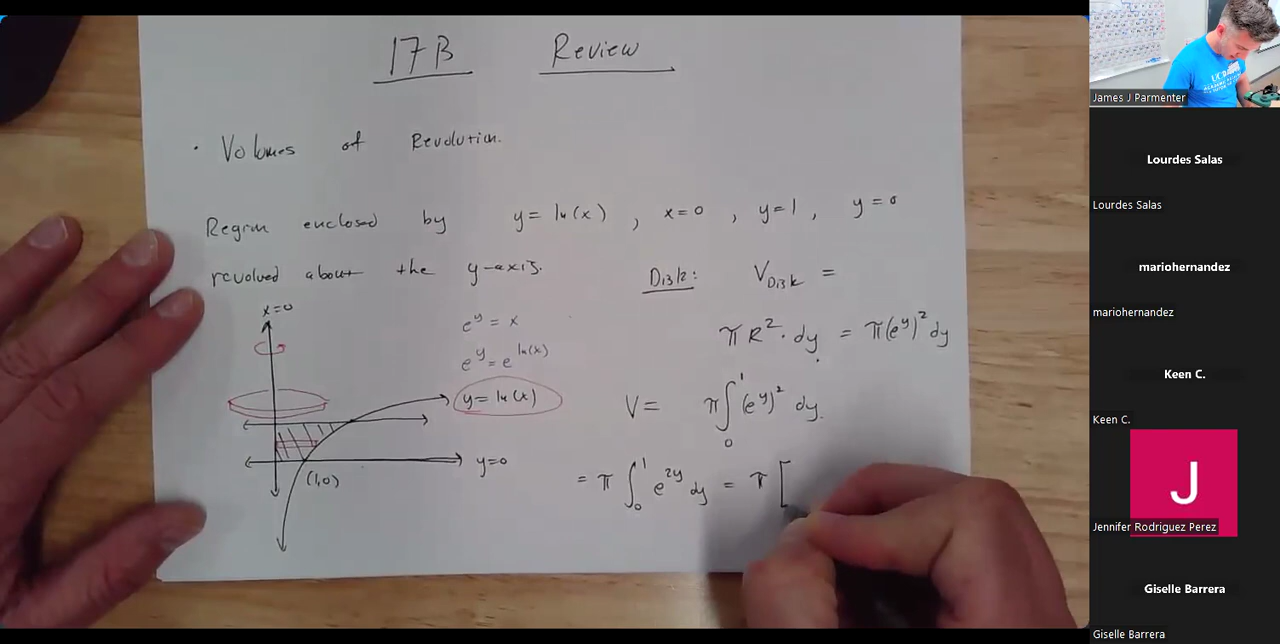 17B Review
• Volumes of Revolution.
Region enclosed by y = ln(x) , x=0 , y=1 , y=0
revolved about the y-axis.
Disk: V_Disk =
πR²· dy = π(e^y)² dy
x=0
e^y = x
e^y = e^ln(x)
y = ln(x)
V = π∫₀¹ (e^y)² dy.
y=0
(1,0)
= π ∫₀¹ e^2y dy = π [
James J Parmenter
Lourdes Salas
Lourdes Salas
mariohernandez
mariohernandez
Keen C.
Keen C.
J
Jennifer Rodriguez Perez
Giselle Barrera
Giselle Barrera